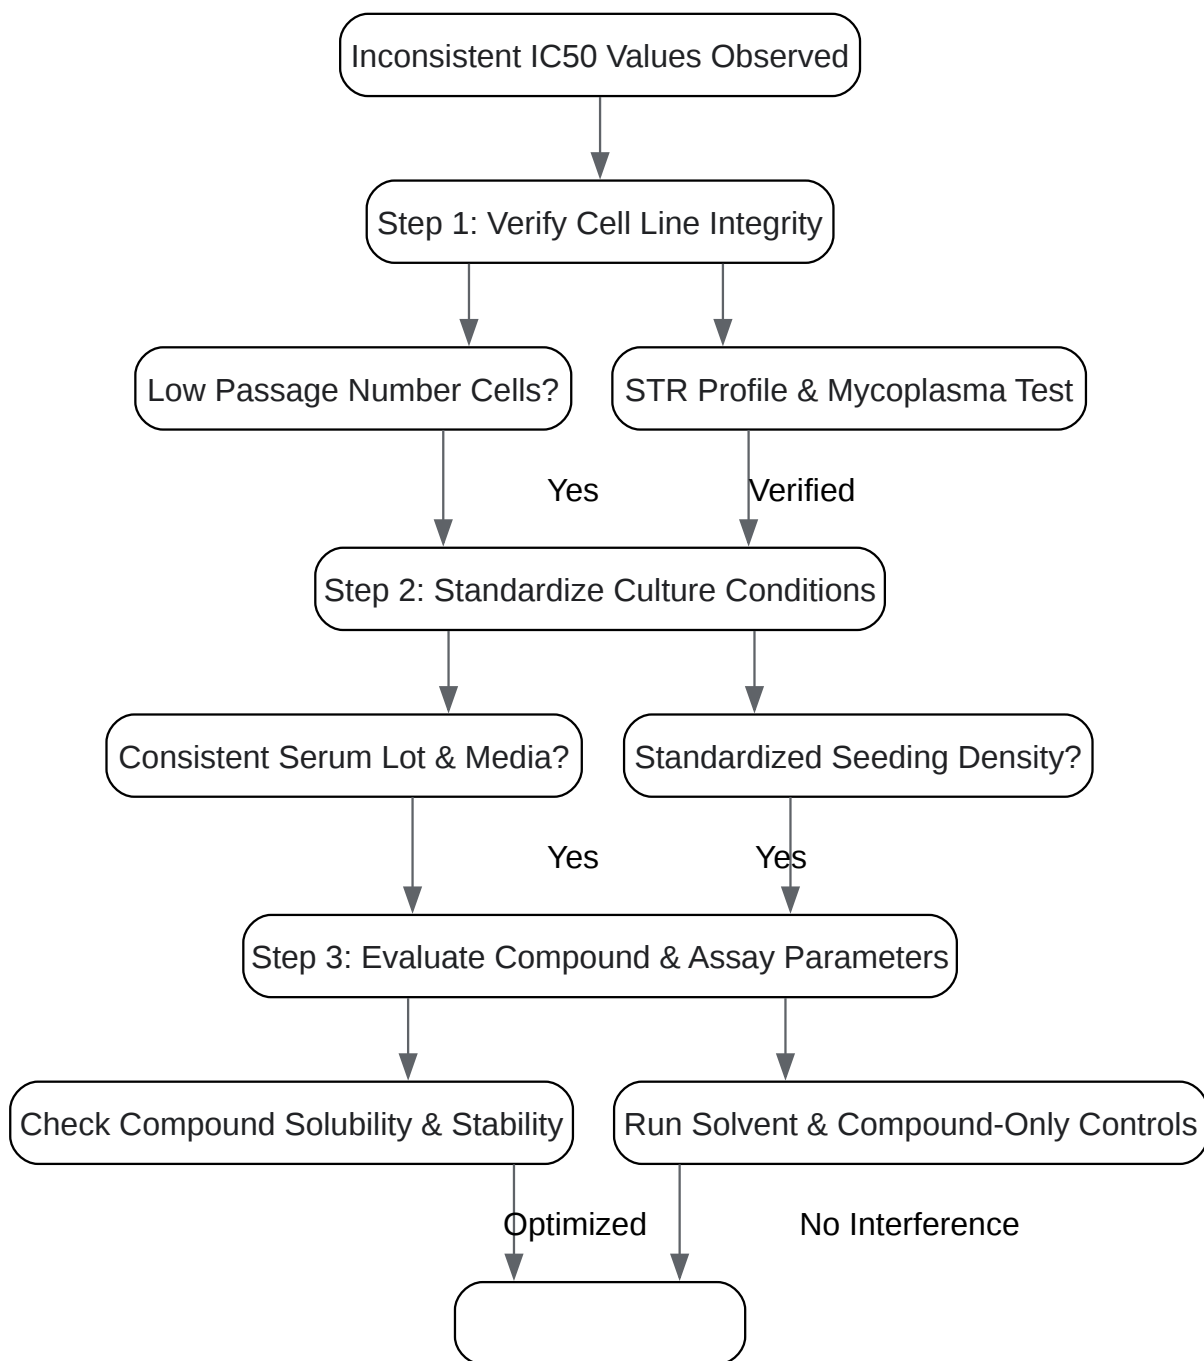 Inconsistent IC50 Values Observed
Step 1: Verify Cell Line Integrity
Low Passage Number Cells?
STR Profile & Mycoplasma Test
Yes
Verified
Step 2: Standardize Culture Conditions
Consistent Serum Lot & Media?
Standardized Seeding Density?
Yes
Yes
Step 3: Evaluate Compound & Assay Parameters
Check Compound Solubility & Stability
Run Solvent & Compound-Only Controls
Optimized
No Interference